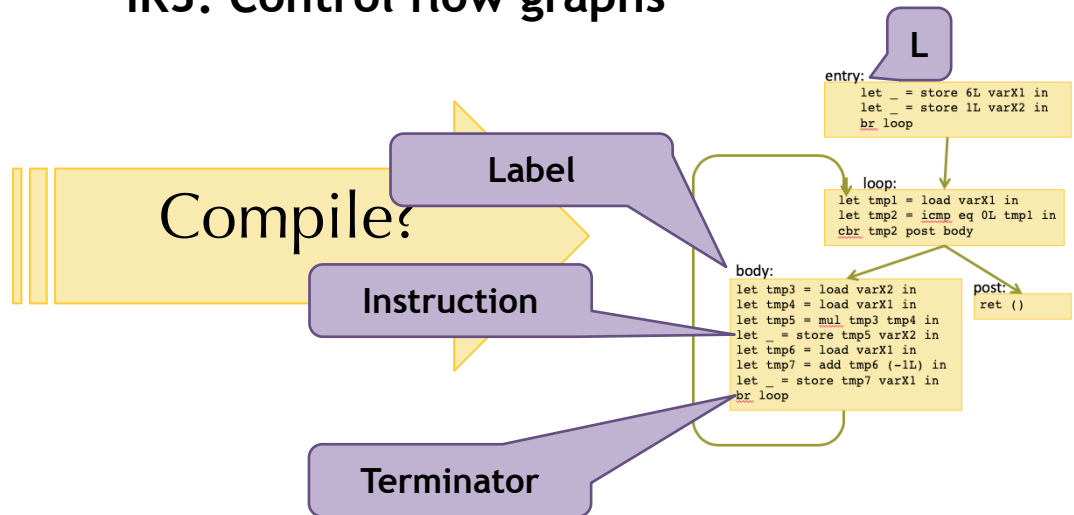 IR3: Control flow graphs
L
entry:
let _ = store 6L varX1 in
let _ = store 1L varX2 in
br loop
Label
Compile?
loop:
let tmp1 = load varX1 in
let tmp2 = icmp eq 0L tmp1 in
cbr tmp2 post body
Instruction
body:
let tmp3 = load varX2 in
let tmp4 = load varX1 in
let tmp5 = mul tmp3 tmp4 in
let _ = store tmp5 varX2 in
let tmp6 = load varX1 in
let tmp7 = add tmp6 (-1L) in
let _ = store tmp7 varX1 in
br loop
post:
ret ()
Terminator